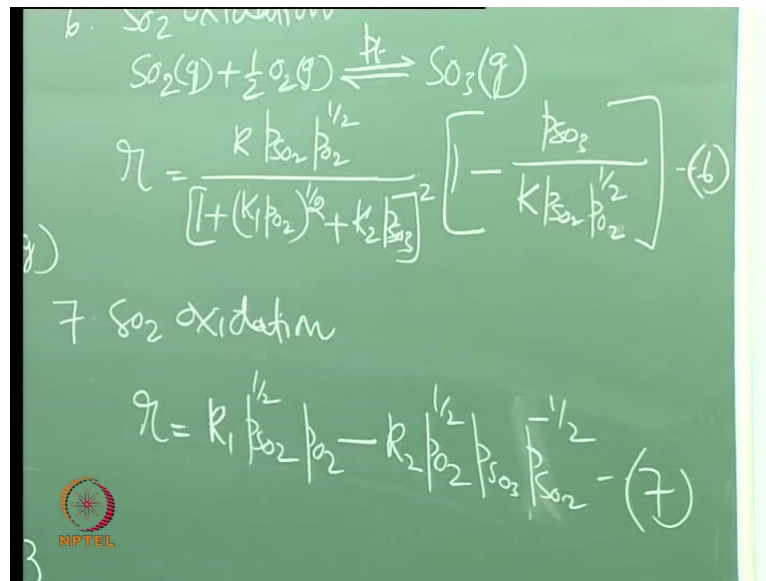 6. SO2 oxidation
SO2(g) + 1/2 O2(g) ⇌ SO3(g)
Pt
r = k pSO2 pO2^1/2 / [1 + (K1 pO2)^1/2 + K2 pSO3]^2 [1 - pSO3 / (K pSO2 pO2^1/2)] - (6)
g)
7. SO2 oxidation
r = k1 pSO2^1/2 pO2 - k2 pO2^1/2 pSO3 pSO2^-1/2 - (7)
NPTEL
3